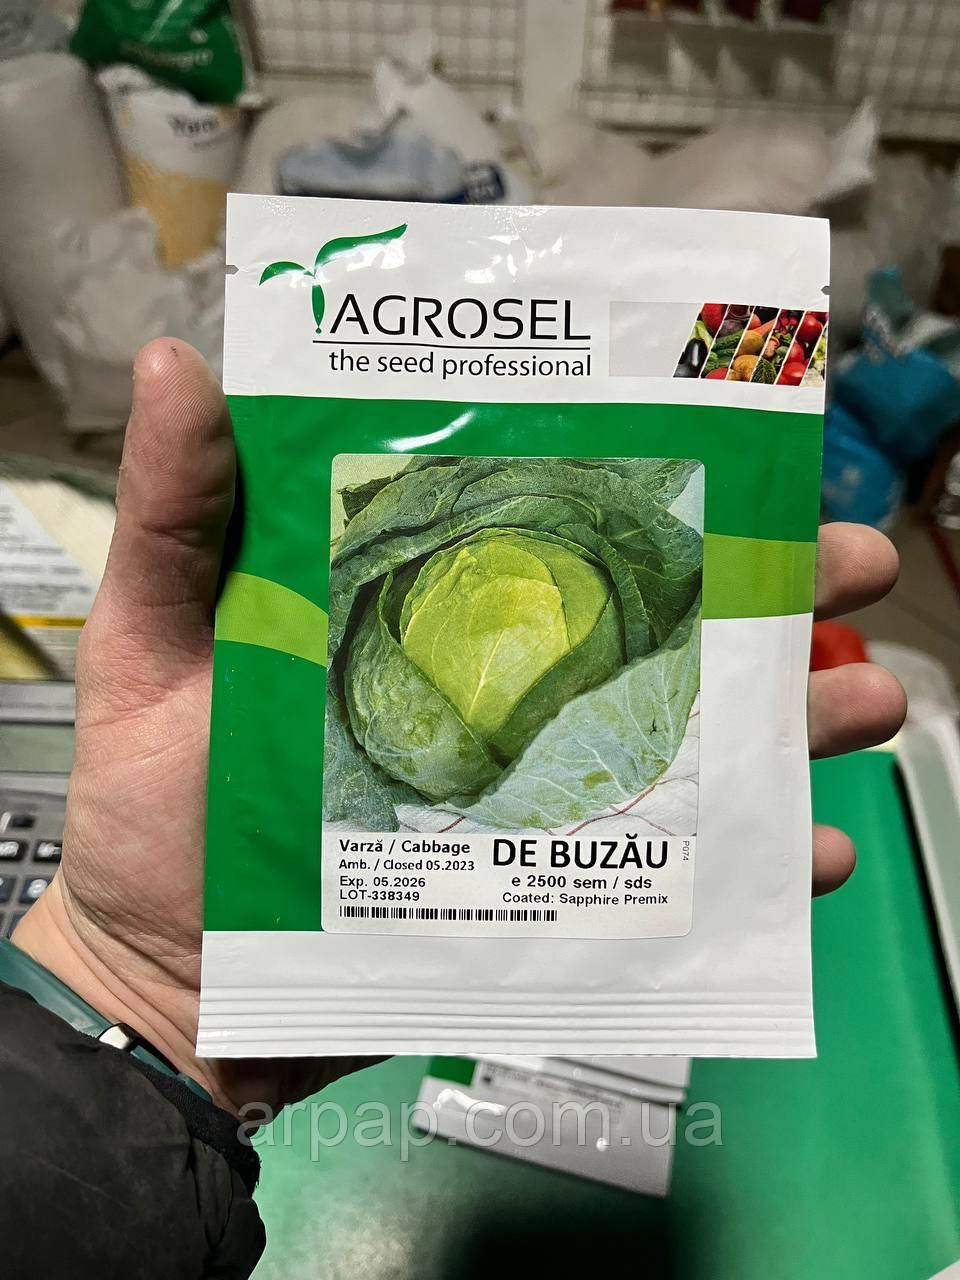 Yara
AGROSEL
the seed professional
Varză / Cabbage
Amb. / Closed 05.2023
Exp. 05.2026
LOT-338349
DE BUZĂU
e 2500 sem / sds
Coated: Sapphire Premix
P074
arpap.com.ua